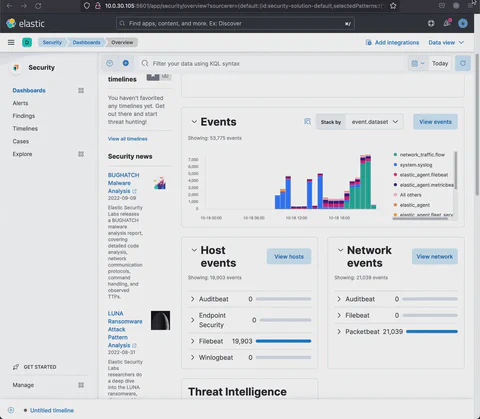 10.0.30.105:5601/app/security/overview?sourcerer=(default:(id:security-solution-default,selectedPatterns:
elastic
Find apps, content, and more. Ex: Discover
⌘/
D
Security
Dashboards
Overview
Add integrations
Data view
Security
Dashboards
Alerts
Findings
Timelines
Cases
Explore
GET STARTED
Manage
Filter your data using KQL syntax
Today
timelines
You haven't favorited any timelines yet. Get out there and start threat hunting!
View all timelines
Security news
BUGHATCH
Malware
Analysis
2022-09-09
Elastic Security
Labs releases a
BUGHATCH
malware analysis
report, covering
detailed code
analysis, network
communication
protocols,
command
handling, and
observed
TTPs.
LUNA
Ransomware
Attack
Pattern
Analysis
2022-08-31
Elastic Security
Labs researchers
do a deep dive
into the LUNA
ransomware,
Events
Showing: 53,775 events
Stack by
event.dataset
View events
7,000
6,000
5,000
4,000
3,000
2,000
1,000
0
10-18 00:00
10-18 06:00
10-18 12:00
10-18 18:00
network_traffic.flow
system.syslog
elastic_agent.filebeat
elastic_agent.metricbea
All others
elastic_agent
elastic_agent.fleet_serv
Host
events
View hosts
Showing: 19,903 events
Auditbeat 0
Endpoint
Security 0
Filebeat 19,903
Winlogbeat 0
Network
events
View network
Showing: 21,039 events
Auditbeat 0
Filebeat 0
Packetbeat 21,039
Threat Intelligence
Untitled timeline